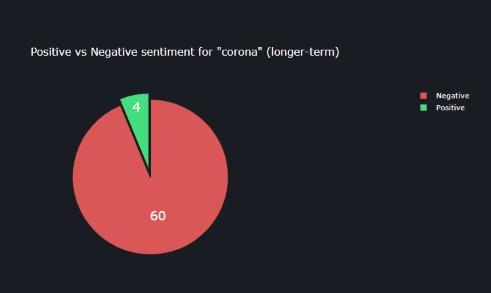 Positive vs Negative sentiment for "corona" (longer-term)
Negative
Positive
4
60